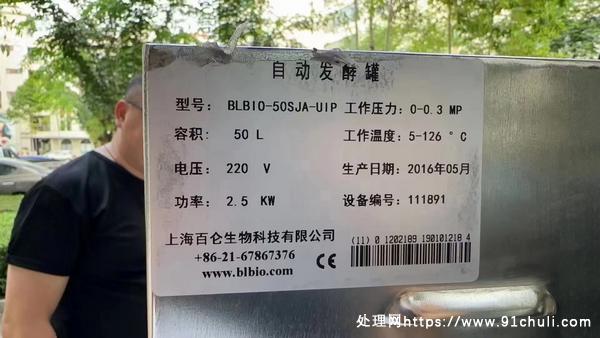 自动发酵罐
型号： BLBIO-50SJA-UIP 工作压力：0-0.3 MP
容积： 50 L 工作温度：5-126 °C
电压： 220 V 生产日期：2016年05月
功率： 2.5 KW 设备编号：111891
上海百仑生物科技有限公司 (11) 0 1202189 190101218 4
+86-21-67867376
www.blbio.com CE
处理网https://www.91chuli.com